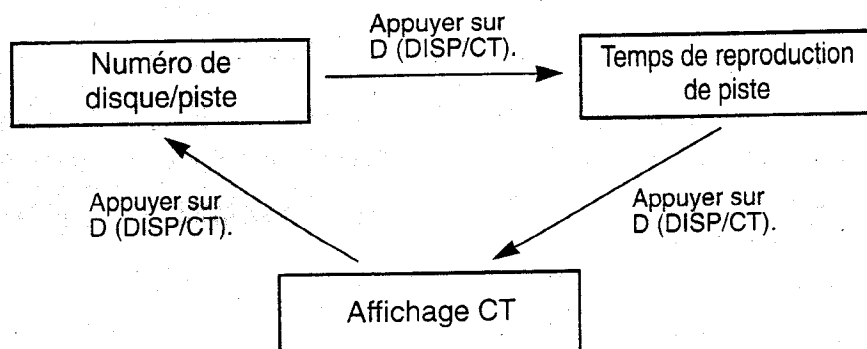 Numéro de
disque/piste
Appuyer sur
D (DISP/CT).
Temps de reproduction
de piste
Appuyer sur
D (DISP/CT).
Appuyer sur
D (DISP/CT).
Affichage CT